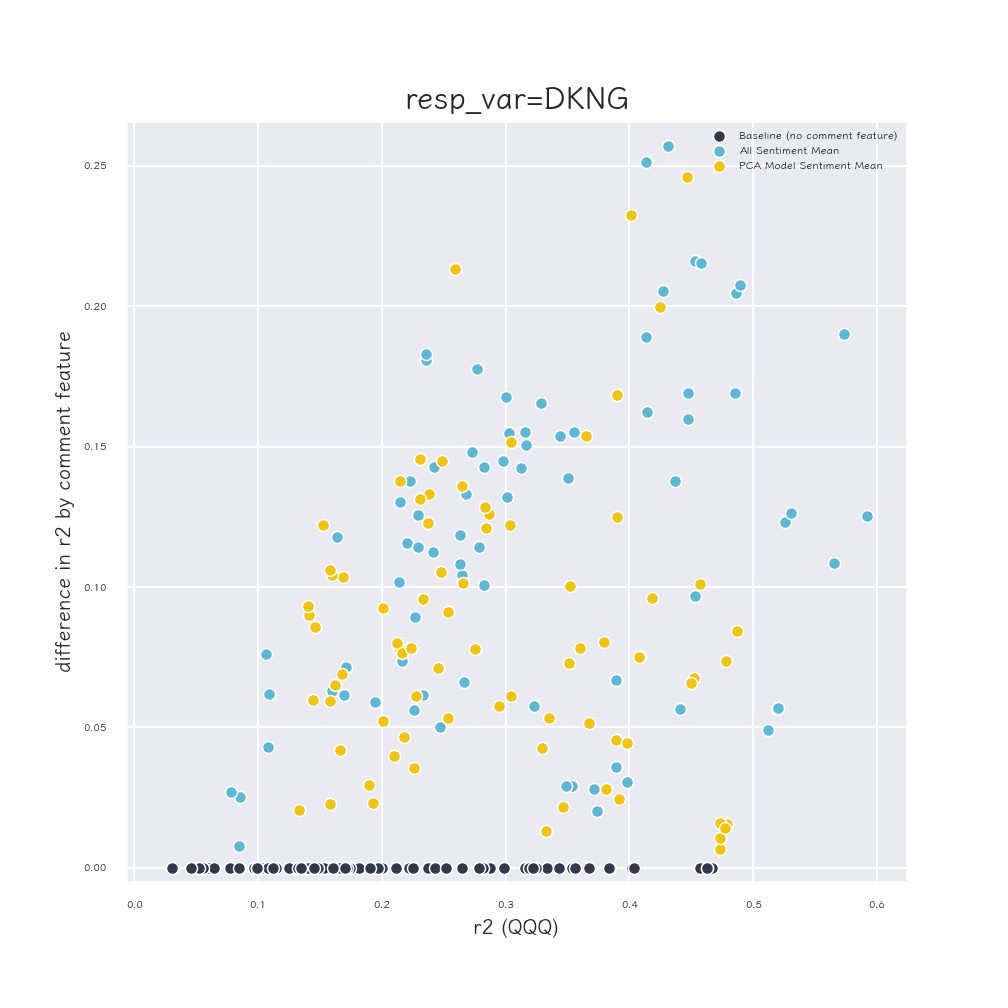 resp_var=DKNG
Baseline (no comment feature)
All Sentiment Mean
PCA Model Sentiment Mean
difference in r2 by comment feature
0.25
0.20
0.15
0.10
0.05
0.00
0.0 0.1 0.2 0.3 0.4 0.5 0.6
r2 (QQQ)